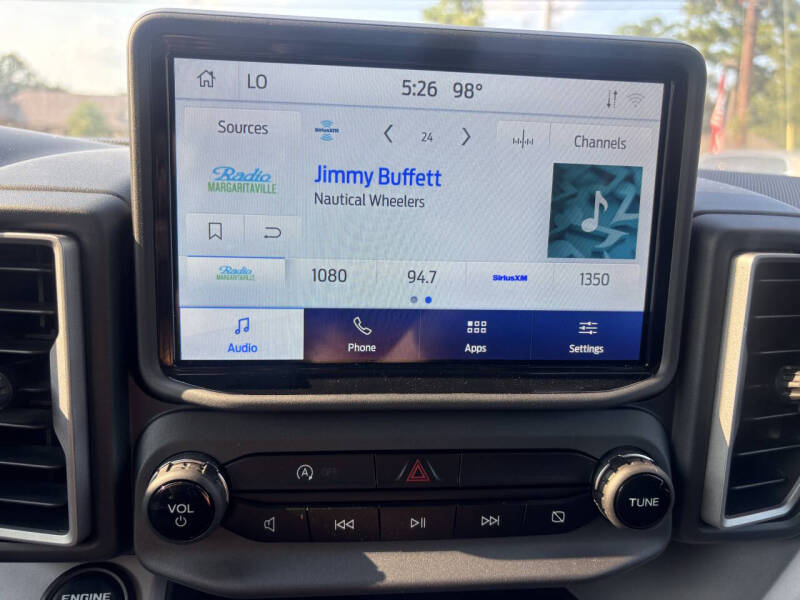 LO 5:26 98°
Sources SiriusXM 24 Channels
Radio
MARGARITAVILLE
Jimmy Buffett
Nautical Wheelers
Radio
MARGARITAVILLE
1080 94.7 SiriusXM 1350
Audio Phone Apps Settings
A OFF
VOL
TUNE
ENGINE